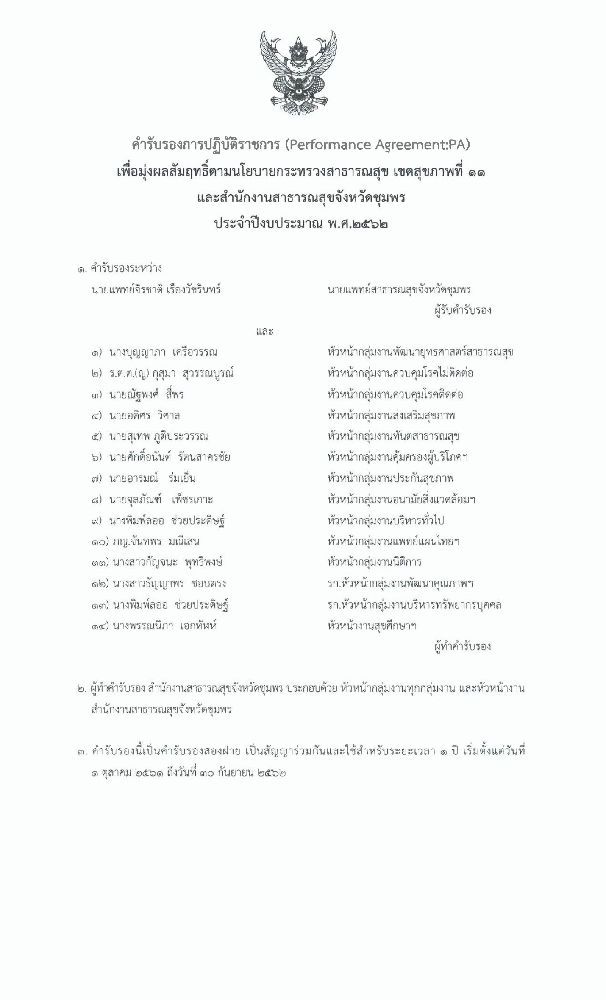 คำรับรองการปฏิบัติราชการ (Performance Agreement:PA)
เพื่อมุ่งผลสัมฤทธิ์ตามนโยบายกระทรวงสาธารณสุข เขตสุขภาพที่ ๑๑
และสำนักงานสาธารณสุขจังหวัดชุมพร
ประจำปีงบประมาณ พ.ศ.๒๕๖๒
๑. คำรับรองระหว่าง
นายแพทย์จิรชาติ เรืองวัชรินทร์ นายแพทย์สาธารณสุขจังหวัดชุมพร
ผู้รับคำรับรอง
และ
๑) นางบุญญาภา เครือวรรณ หัวหน้ากลุ่มงานพัฒนายุทธศาสตร์สาธารณสุข
๒) ร.ต.ต.(ญ) กุสุมา สุวรรณบูรณ์ หัวหน้ากลุ่มงานควบคุมโรคไม่ติดต่อ
๓) นายณัฐพงศ์ สี่พร หัวหน้ากลุ่มงานควบคุมโรคติดต่อ
๔) นายอดิศร วิศาล หัวหน้ากลุ่มงานส่งเสริมสุขภาพ
๕) นายสุเทพ ภูติประวรรณ หัวหน้ากลุ่มงานทันตสาธารณสุข
๖) นายศักดิ์อนันต์ รัตนสาครชัย หัวหน้ากลุ่มงานคุ้มครองผู้บริโภคฯ
๗) นายอารมณ์ ร่มเย็น หัวหน้ากลุ่มงานประกันสุขภาพ
๘) นายจุลภัณฑ์ เพ็ชรเกาะ หัวหน้ากลุ่มงานอนามัยสิ่งแวดล้อมฯ
๙) นางพิมพ์ลออ ช่วยประดิษฐ์ หัวหน้ากลุ่มงานบริหารทั่วไป
๑๐) ภญ.จันทพร มณีเสน หัวหน้ากลุ่มงานแพทย์แผนไทยฯ
๑๑) นางสาวกัญจนะ พุทธิพงษ์ หัวหน้ากลุ่มงานนิติการ
๑๒) นางสาวธัญญาพร ชอบตรง รก.หัวหน้ากลุ่มงานพัฒนาคุณภาพฯ
๑๓) นางพิมพ์ลออ ช่วยประดิษฐ์ รก.หัวหน้ากลุ่มงานบริหารทรัพยากรบุคคล
๑๔) นางพรรณนิภา เอกทัฬห์ หัวหน้างานสุขศึกษาฯ
ผู้ทำคำรับรอง
๒. ผู้ทำคำรับรอง สำนักงานสาธารณสุขจังหวัดชุมพร ประกอบด้วย หัวหน้ากลุ่มงานทุกกลุ่มงาน และหัวหน้างาน
สำนักงานสาธารณสุขจังหวัดชุมพร
๓. คำรับรองนี้เป็นคำรับรองสองฝ่าย เป็นสัญญาร่วมกันและใช้สำหรับระยะเวลา ๑ ปี เริ่มตั้งแต่วันที่
๑ ตุลาคม ๒๕๖๑ ถึงวันที่ ๓๐ กันยายน ๒๕๖๒